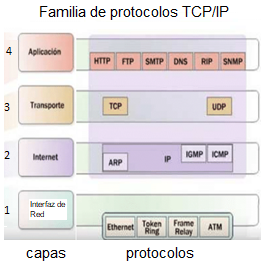 Familia de protocolos TCP/IP
4 Aplicación HTTP FTP SMTP DNS RIP SNMP
3 Transporte TCP UDP
2 Internet ARP IP IGMP ICMP
1 Interfaz de
Red
Ethernet Token
Ring Frame
Relay ATM
capas protocolos